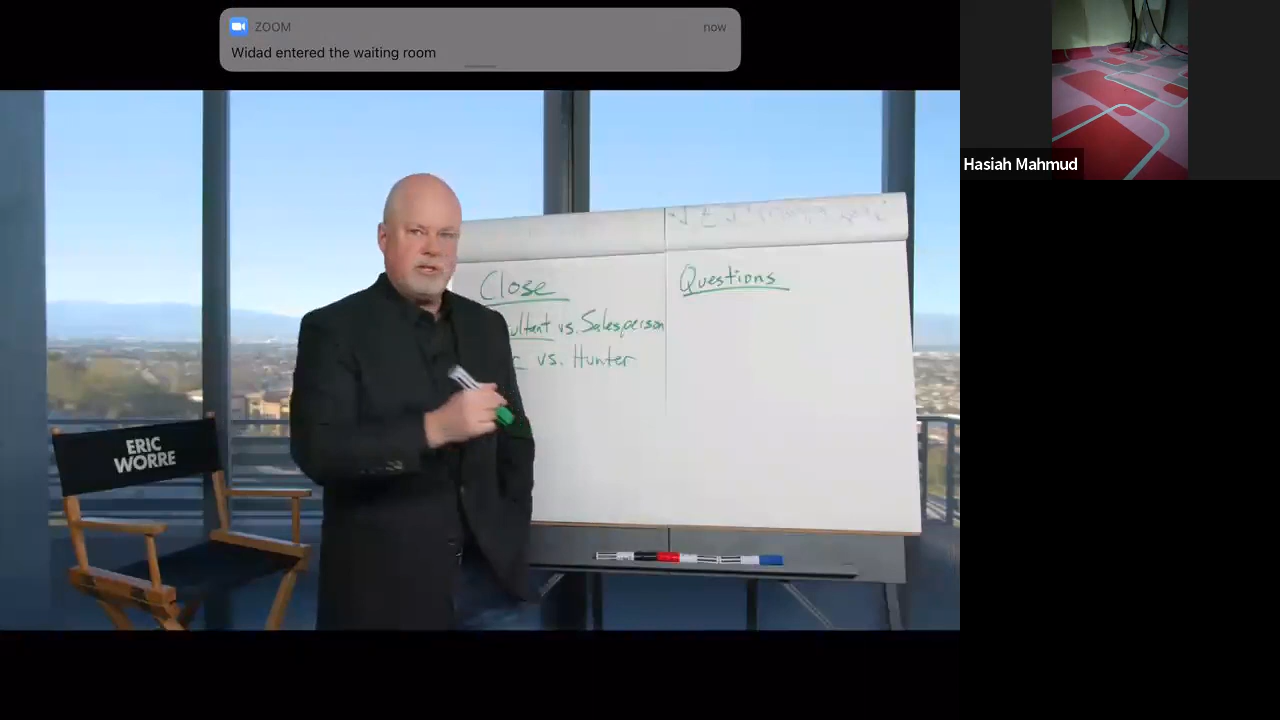 ZOOM
now
Widad entered the waiting room
Hasiah Mahmud
Close
Questions
vs. Salesperson
vs. Hunter
ERIC
WORRE